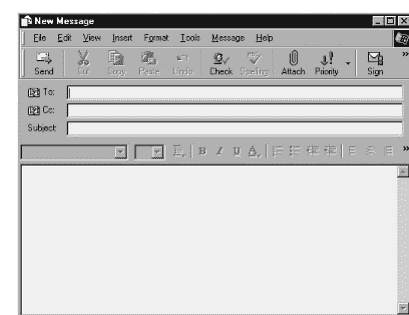 New Message
File Edit View Insert Format Tools Message Help
Send Cut Copy Paste Undo Check Spelling Attach Priority Sign »
To:
Cc:
Subject:
B I U A »